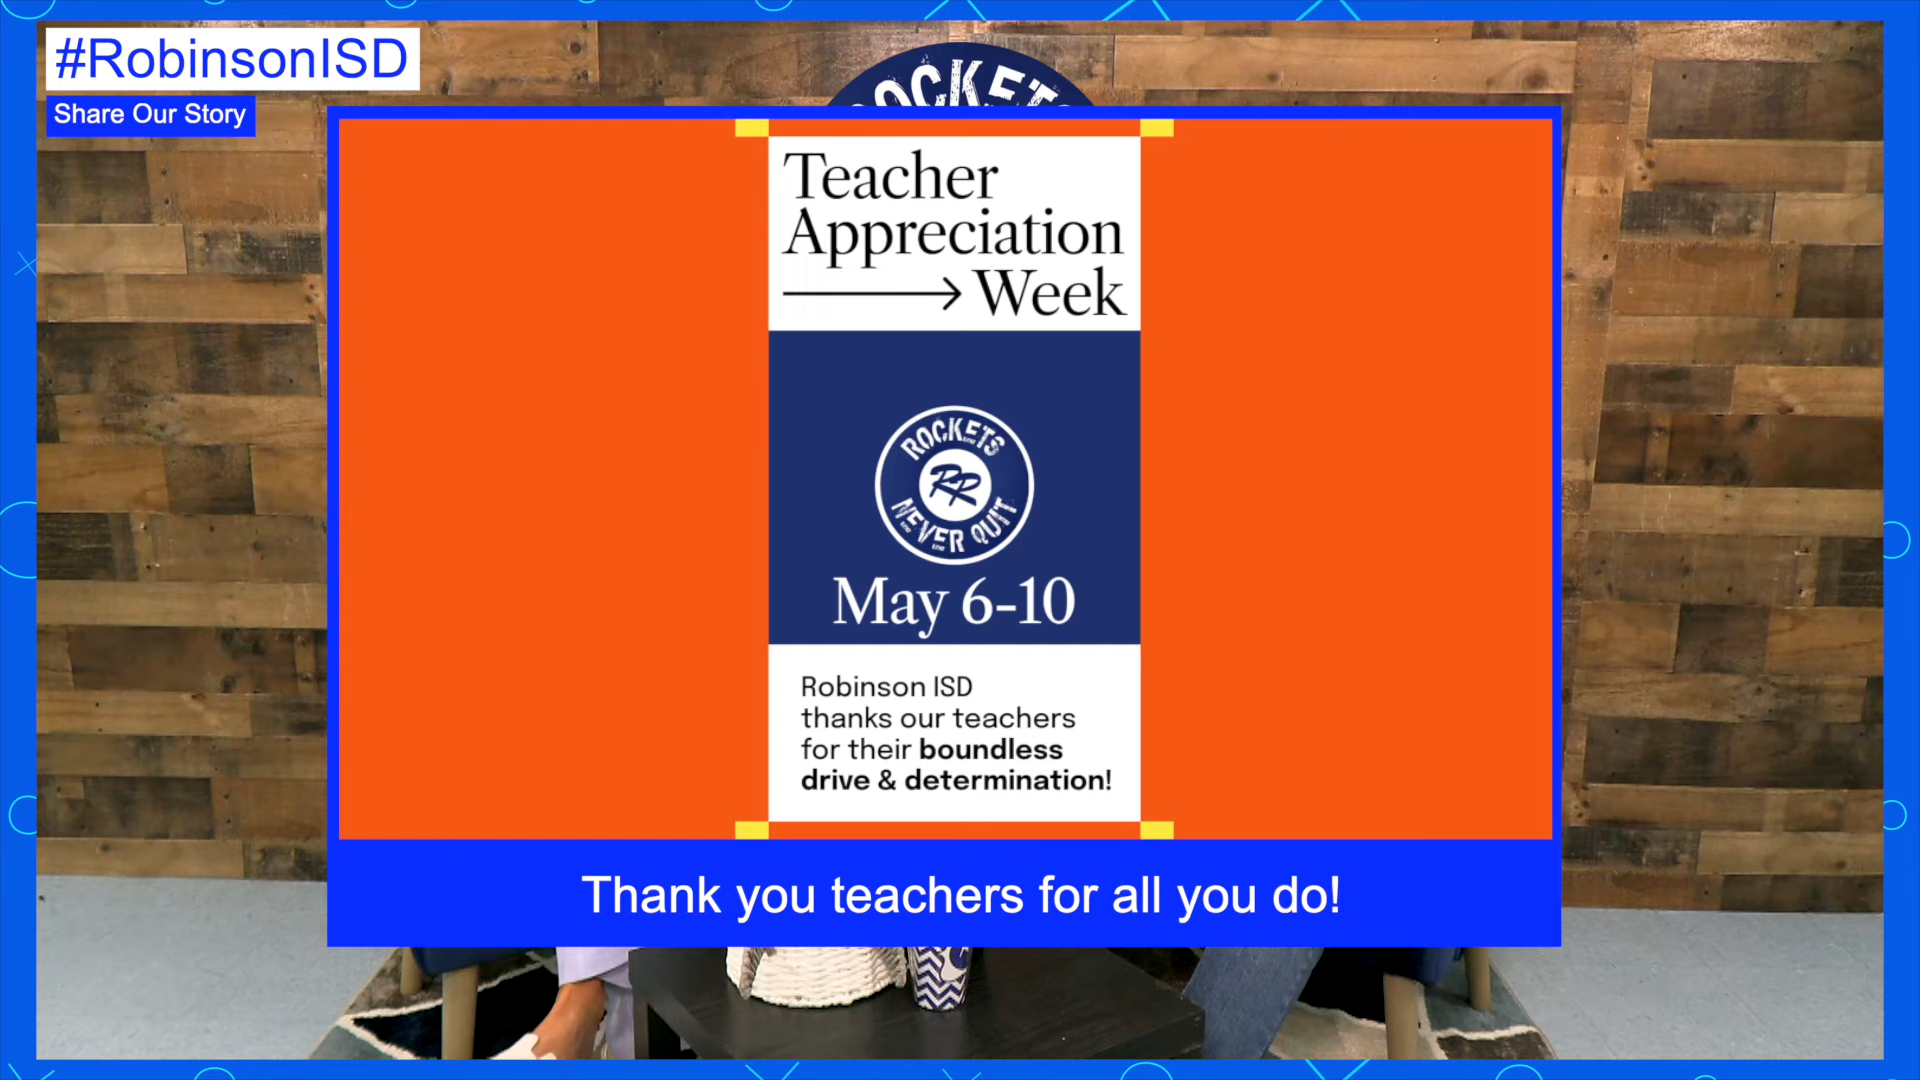 #RobinsonISD
Share Our Story
ROCKETS
Teacher
Appreciation
Week
ROCKETS
RR
NEVER QUIT
May 6-10
Robinson ISD
thanks our teachers
for their boundless
drive & determination!
Thank you teachers for all you do!